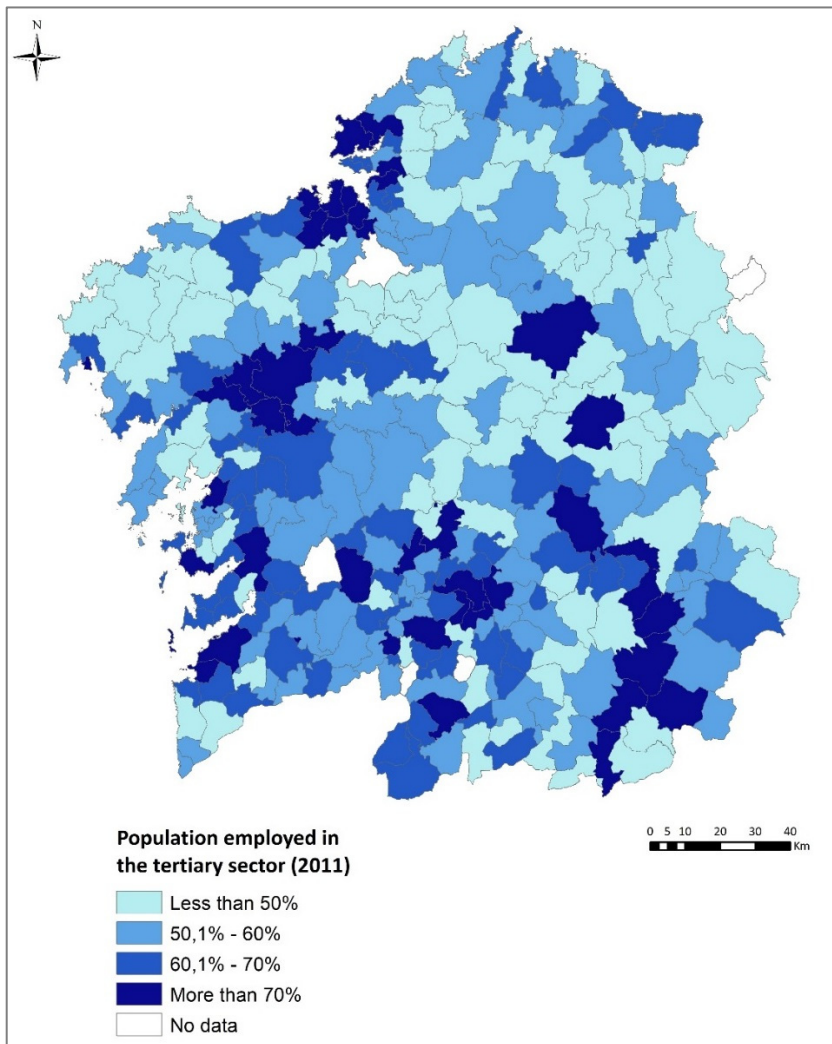 N
Population employed in
the tertiary sector (2011)
Less than 50%
50,1% - 60%
60,1% - 70%
More than 70%
No data
0 5 10 20 30 40
Km